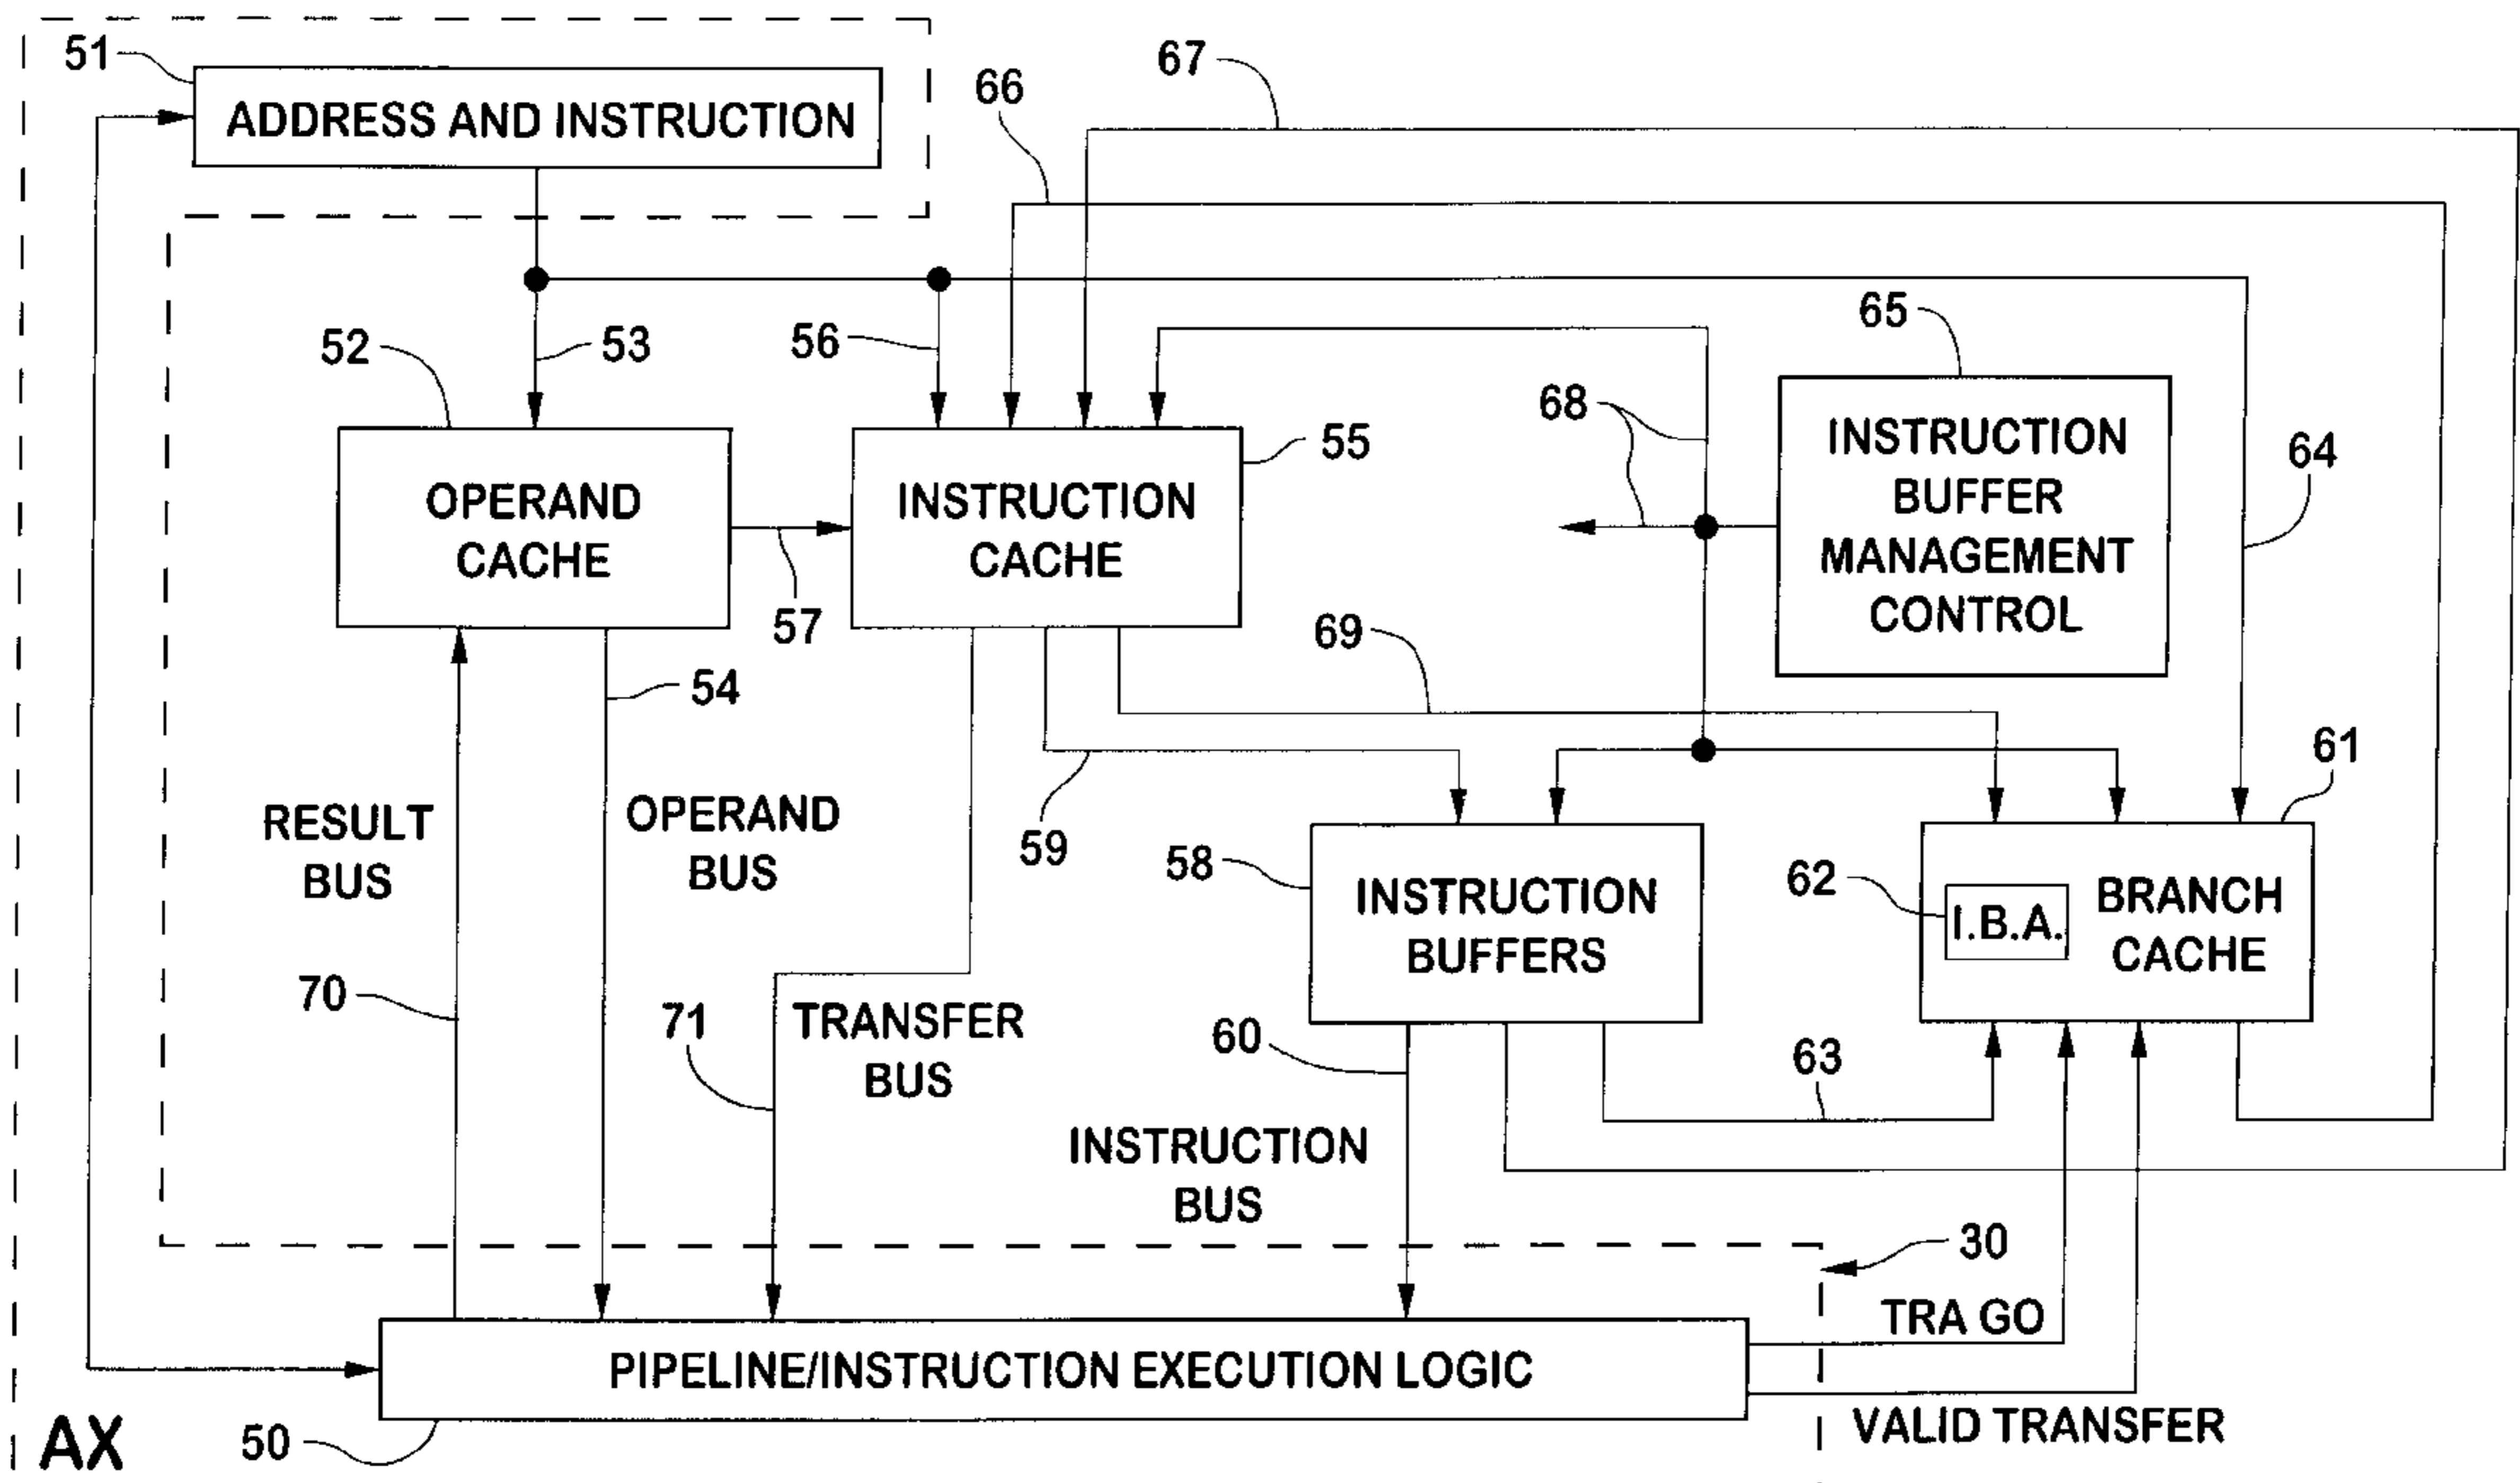 51
ADDRESS AND INSTRUCTION
67
66
52
53
56
65
68
64
55
OPERAND
CACHE
INSTRUCTION
CACHE
INSTRUCTION
BUFFER
MANAGEMENT
CONTROL
57
69
54
61
RESULT
BUS
OPERAND
BUS
59
58
62
INSTRUCTION
BUFFERS
I.B.A.
BRANCH
CACHE
70
71
TRANSFER
BUS
60
63
INSTRUCTION
BUS
30
TRA GO
PIPELINE/INSTRUCTION EXECUTION LOGIC
VALID TRANSFER
AX
50